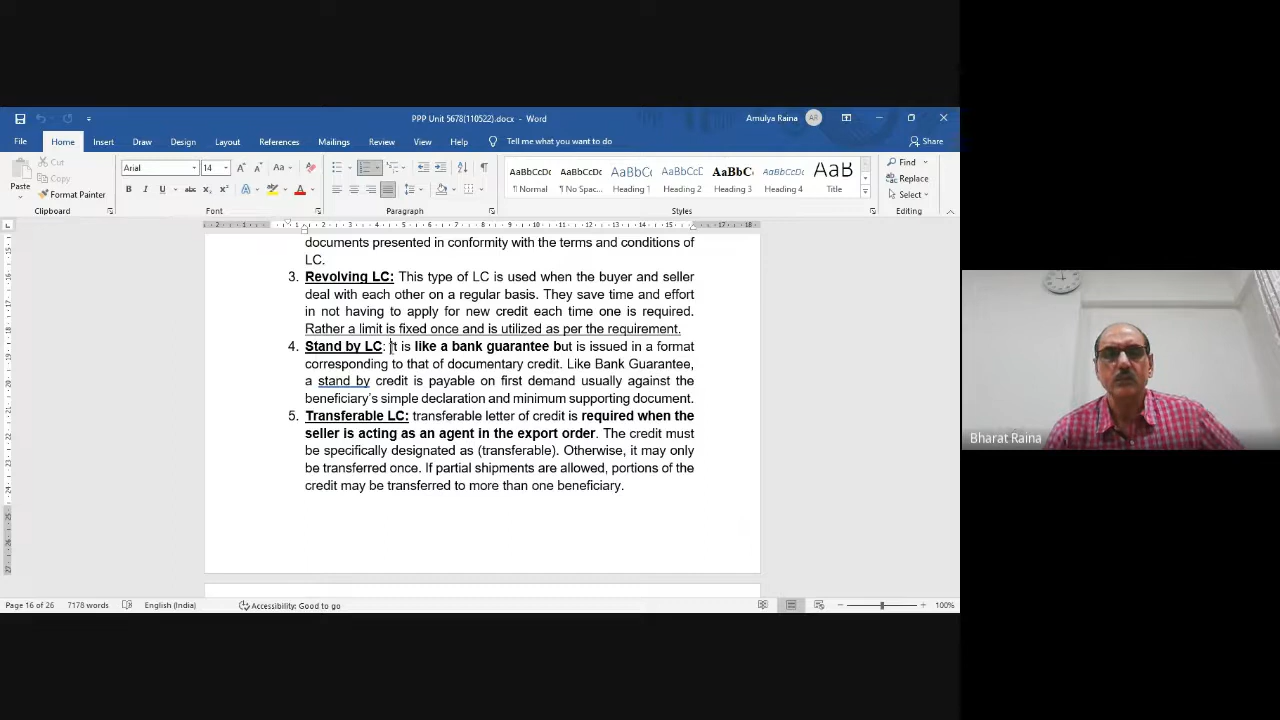 PPP Unit 5678(110522).docx - Word
Amulya Raina AR
File Home Insert Draw Design Layout References Mailings Review View Help Tell me what you want to do Share
Paste Cut Copy Format Painter
Arial 14
AaBbCcDc AaBbCcDc AaBbC( AaBbCcD AaBbC AaBbCcD AaB
¶ Normal ¶ No Spac... Heading 1 Heading 2 Heading 3 Heading 4 Title
Find
Replace
Select
Clipboard Font Paragraph Styles Editing
documents presented in conformity with the terms and conditions of
LC.
3. Revolving LC: This type of LC is used when the buyer and seller
deal with each other on a regular basis. They save time and effort
in not having to apply for new credit each time one is required.
Rather a limit is fixed once and is utilized as per the requirement.
4. Stand by LC: It is like a bank guarantee but is issued in a format
corresponding to that of documentary credit. Like Bank Guarantee,
a stand by credit is payable on first demand usually against the
beneficiary's simple declaration and minimum supporting document.
5. Transferable LC: transferable letter of credit is required when the
seller is acting as an agent in the export order. The credit must
be specifically designated as (transferable). Otherwise, it may only
be transferred once. If partial shipments are allowed, portions of the
credit may be transferred to more than one beneficiary.
Bharat Raina
Page 16 of 26 7178 words English (India) Accessibility: Good to go 100%